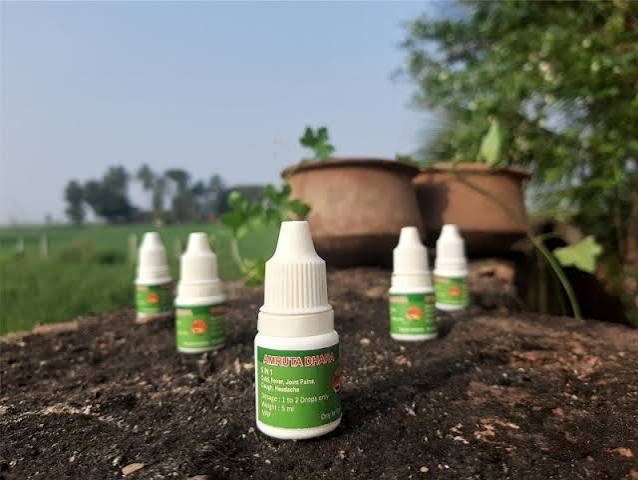 AMRUTA DHARA
5 IN 1
Cold, Fever, Joint Pains,
Cough, Headache
Dosage : 1 to 2 Drops only
Weight : 5 ml
MRP
Only